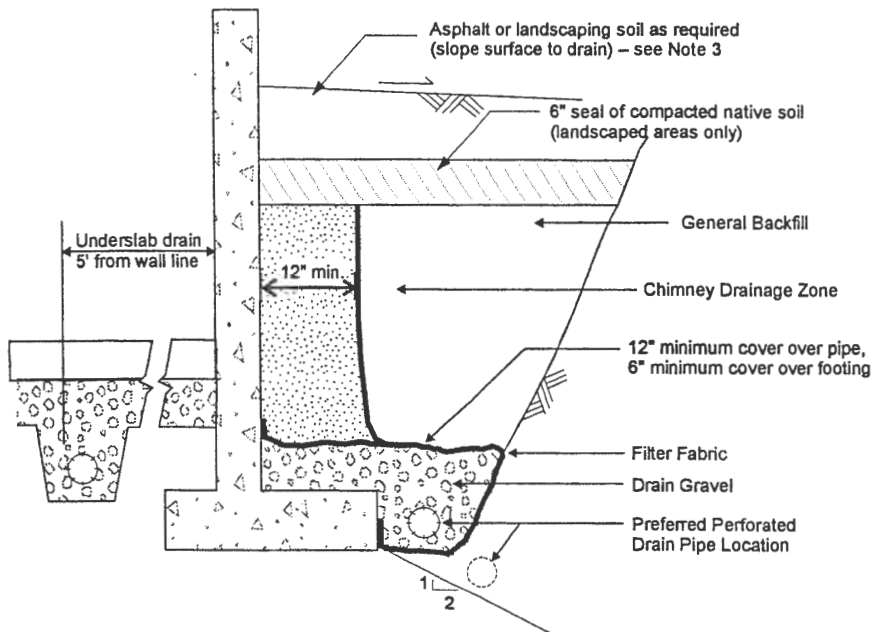 Asphalt or landscaping soil as required
(slope surface to drain) – see Note 3
6" seal of compacted native soil
(landscaped areas only)
General Backfill
Underslab drain
5' from wall line
12" min.
Chimney Drainage Zone
12" minimum cover over pipe,
6" minimum cover over footing
Filter Fabric
Drain Gravel
Preferred Perforated
Drain Pipe Location
1
2